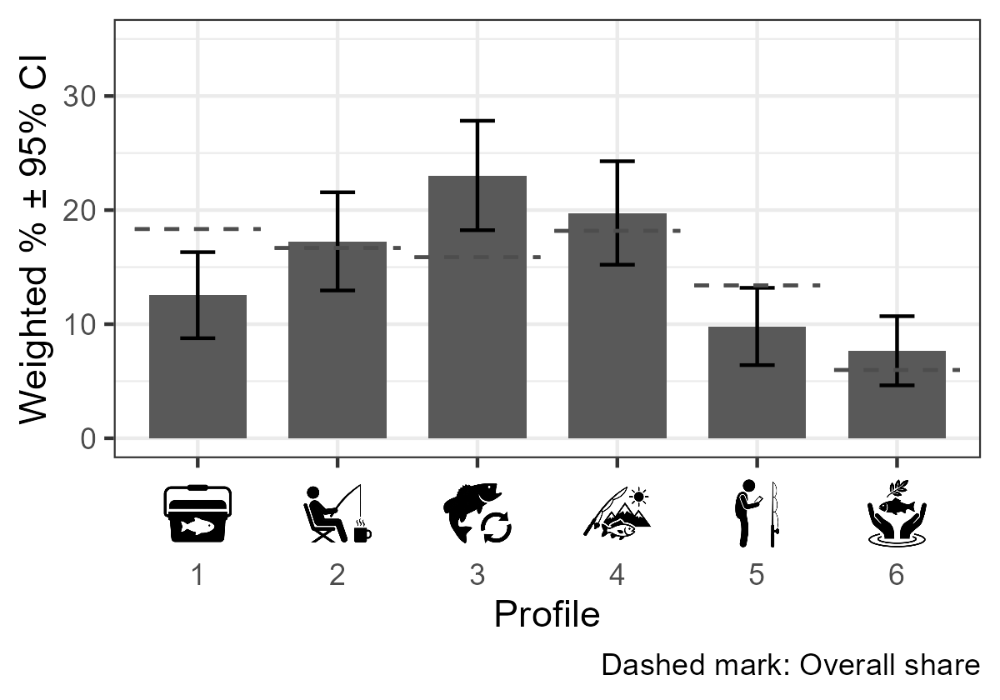 Weighted % ± 95% CI
30
20
10
0
1 2 3 4 5 6
Profile
Dashed mark: Overall share